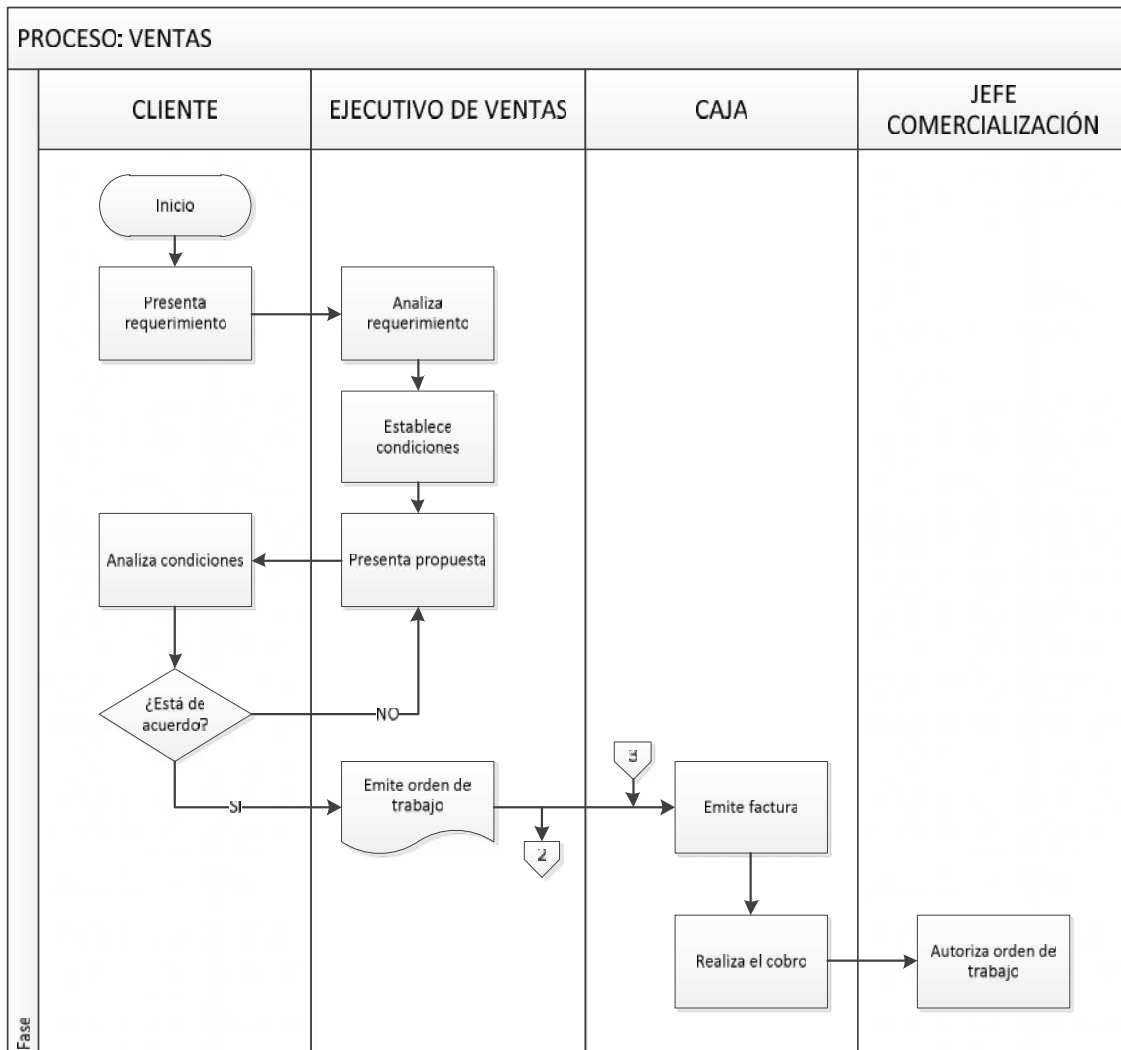 PROCESO: VENTAS
CLIENTE
EJECUTIVO DE VENTAS
CAJA
JEFE
COMERCIALIZACIÓN
Inicio
Presenta
requerimiento
Analiza
requerimiento
Establece
condiciones
Analiza condiciones
Presenta propuesta
¿Está de
acuerdo?
NO
SI
Emite orden de
trabajo
2
3
Emite factura
Realiza el cobro
Autoriza orden de
trabajo
Fase